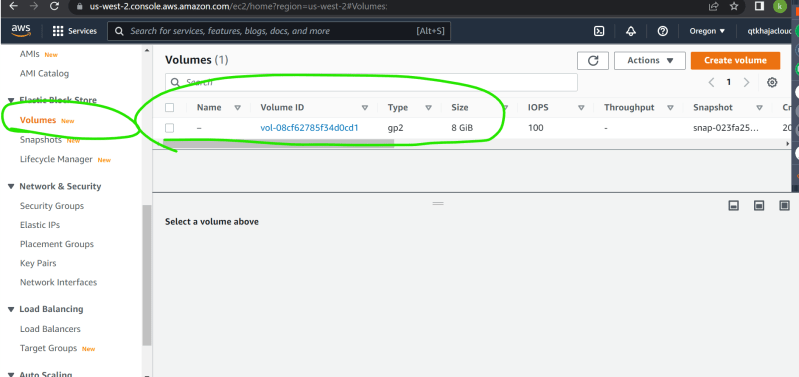 us-west-2.console.aws.amazon.com/ec2/home?region=us-west-2#Volumes:
k
aws Services Search for services, features, blogs, docs, and more [Alt+S] Oregon qtkhajacloud
AMIs New
AMI Catalog
Elastic Block Store
Volumes New
Snapshots New
Lifecycle Manager New
Network & Security
Security Groups
Elastic IPs
Placement Groups
Key Pairs
Network Interfaces
Load Balancing
Load Balancers
Target Groups New
Auto Scaling
Volumes (1)
Actions
Create volume
Search
1
Name Volume ID Type Size IOPS Throughput Snapshot Cr
– vol-08cf62785f34d0cd1 gp2 8 GiB 100 - snap-023fa25... 20
Select a volume above